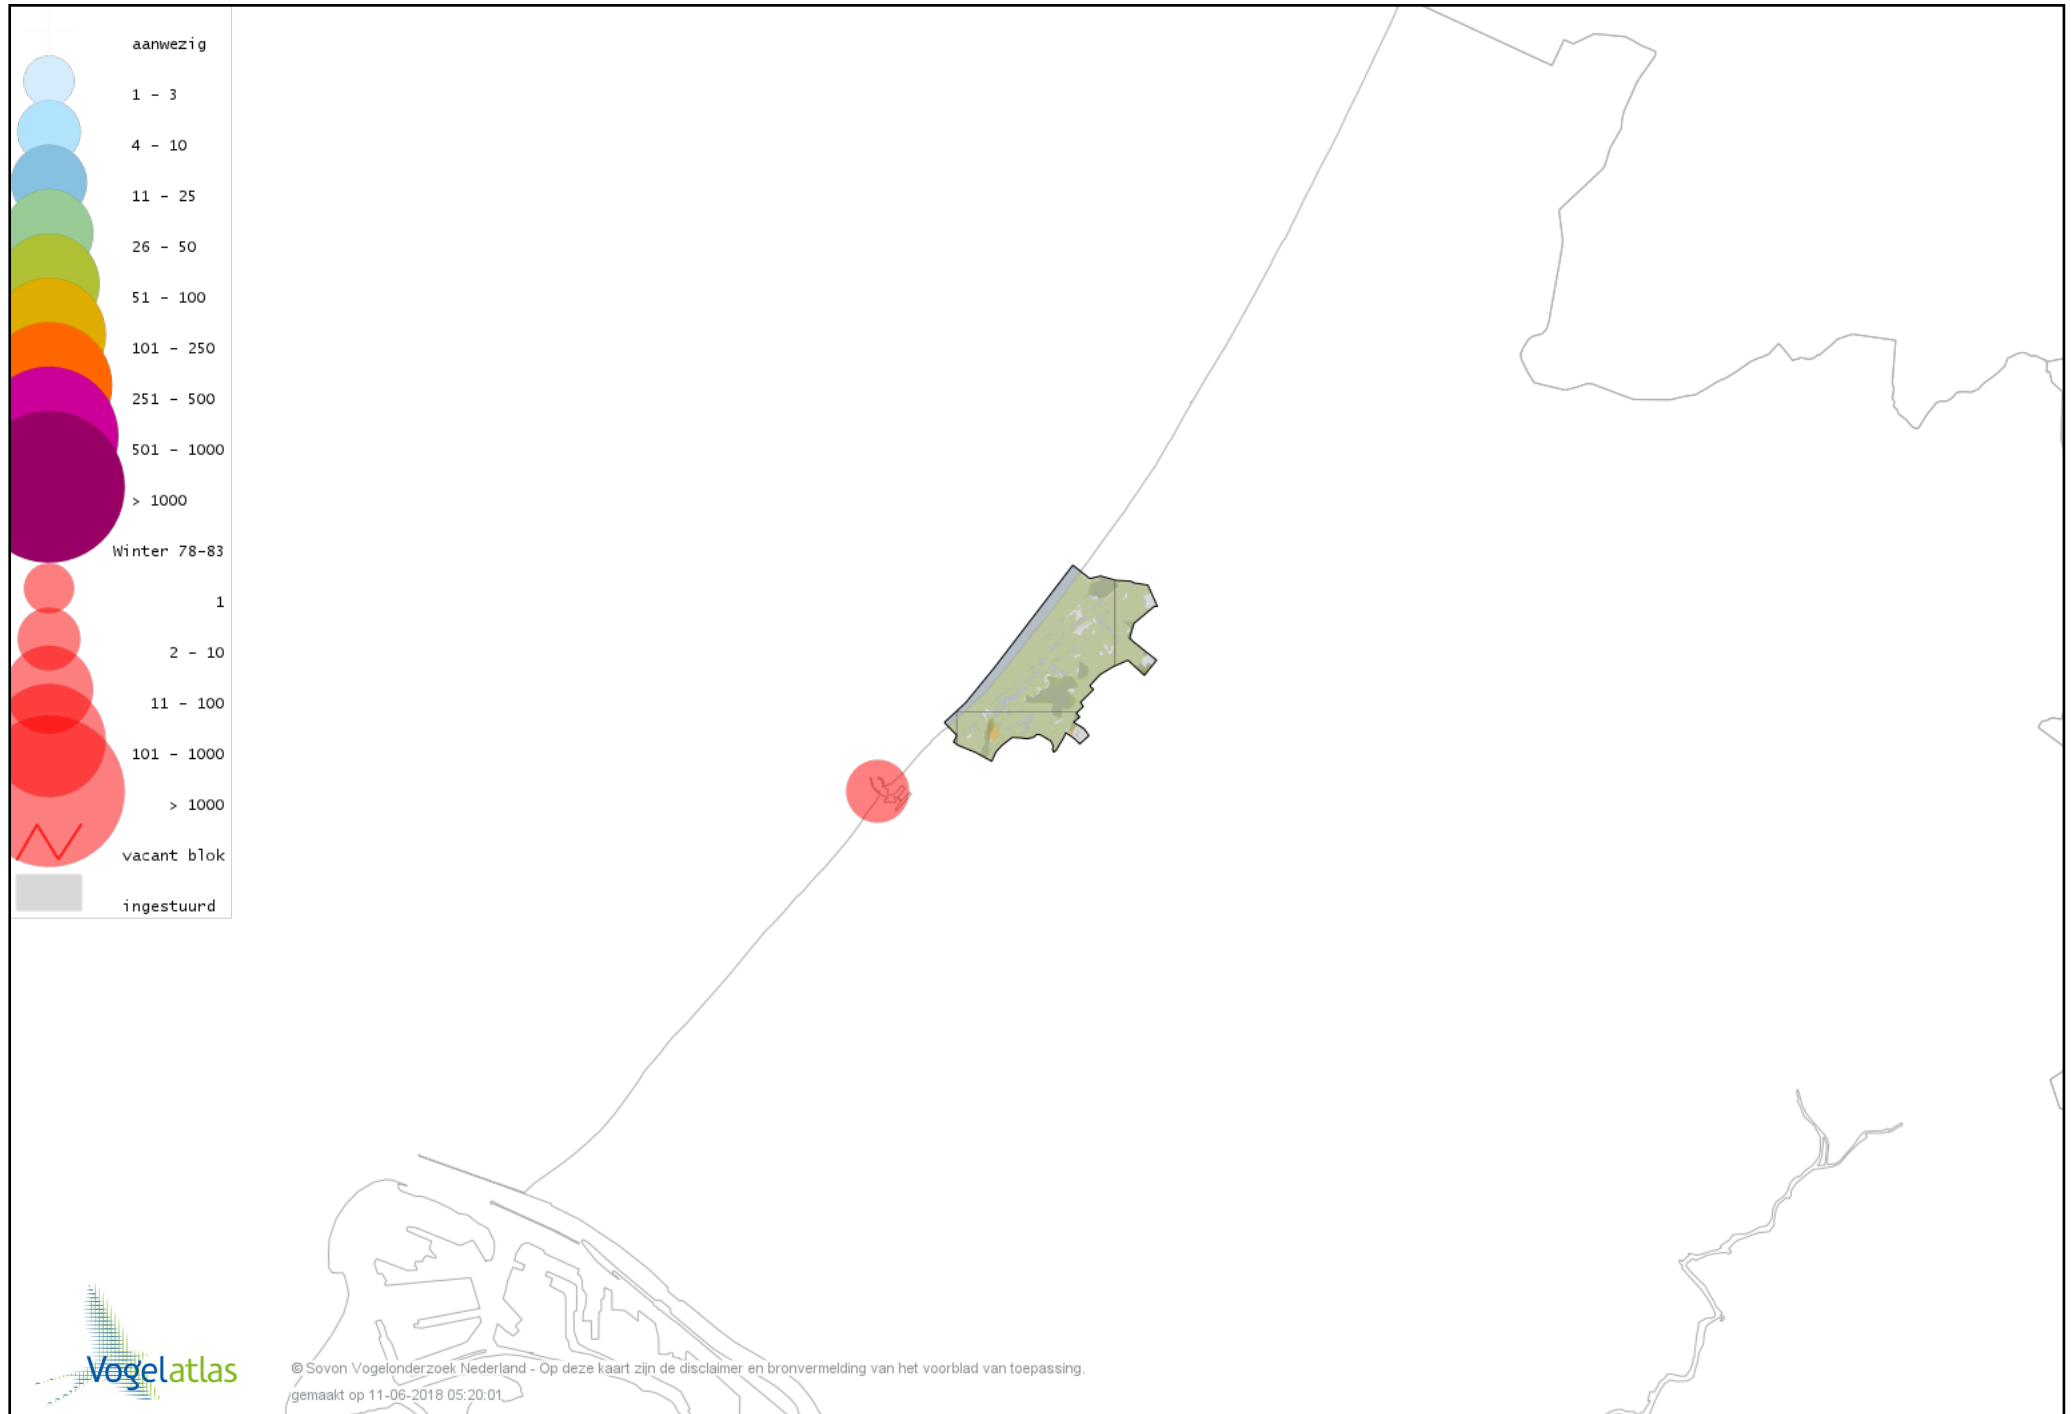 aanwezig
1 - 3
4 - 10
11 - 25
26 - 50
51 - 100
101 - 250
251 - 500
501 - 1000
> 1000
Winter 78-83
1
2 - 10
11 - 100
101 - 1000
> 1000
vacant blok
ingestuurd
Vogelatlas
© Sovon Vogelonderzoek Nederland - Op deze kaart zijn de disclaimer en bronvermelding van het voorblad van toepassing.
gemaakt op 11-06-2018 05:20:01